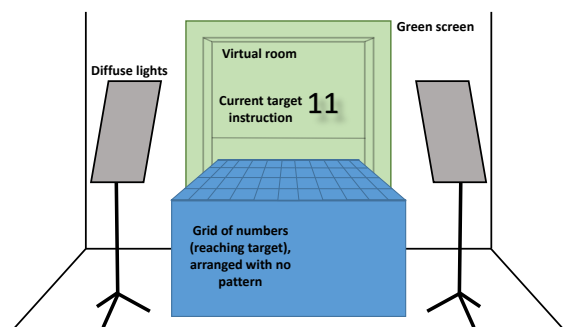 Green screen
Virtual room
Diffuse lights
Current target 11
instruction
Grid of numbers
(reaching target),
arranged with no
pattern